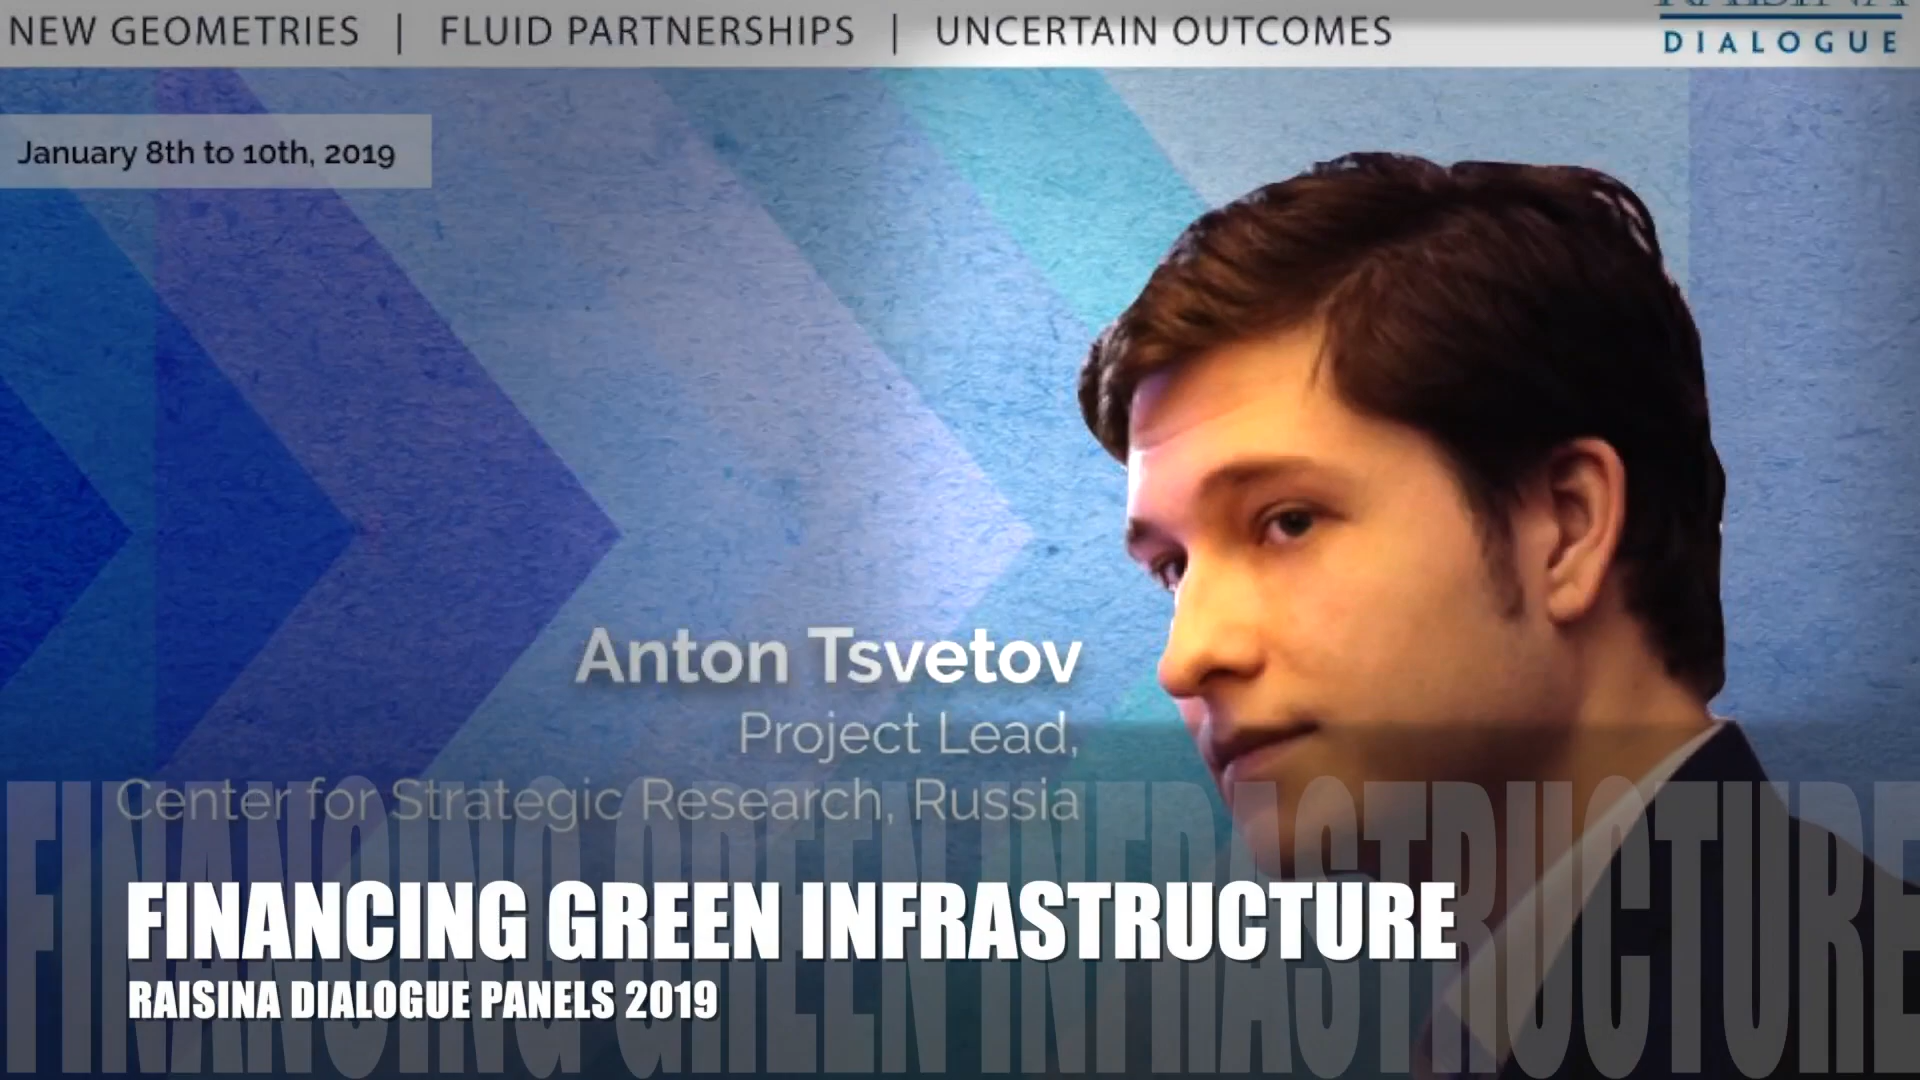 NEW GEOMETRIES | FLUID PARTNERSHIPS | UNCERTAIN OUTCOMES
RAISINA
DIALOGUE
January 8th to 10th, 2019
Anton Tsvetov
Project Lead,
Center for Strategic Research, Russia
FINANCING GREEN INFRASTRUCTURE
FINANCING GREEN INFRASTRUCTURE
RAISINA DIALOGUE PANELS 2019